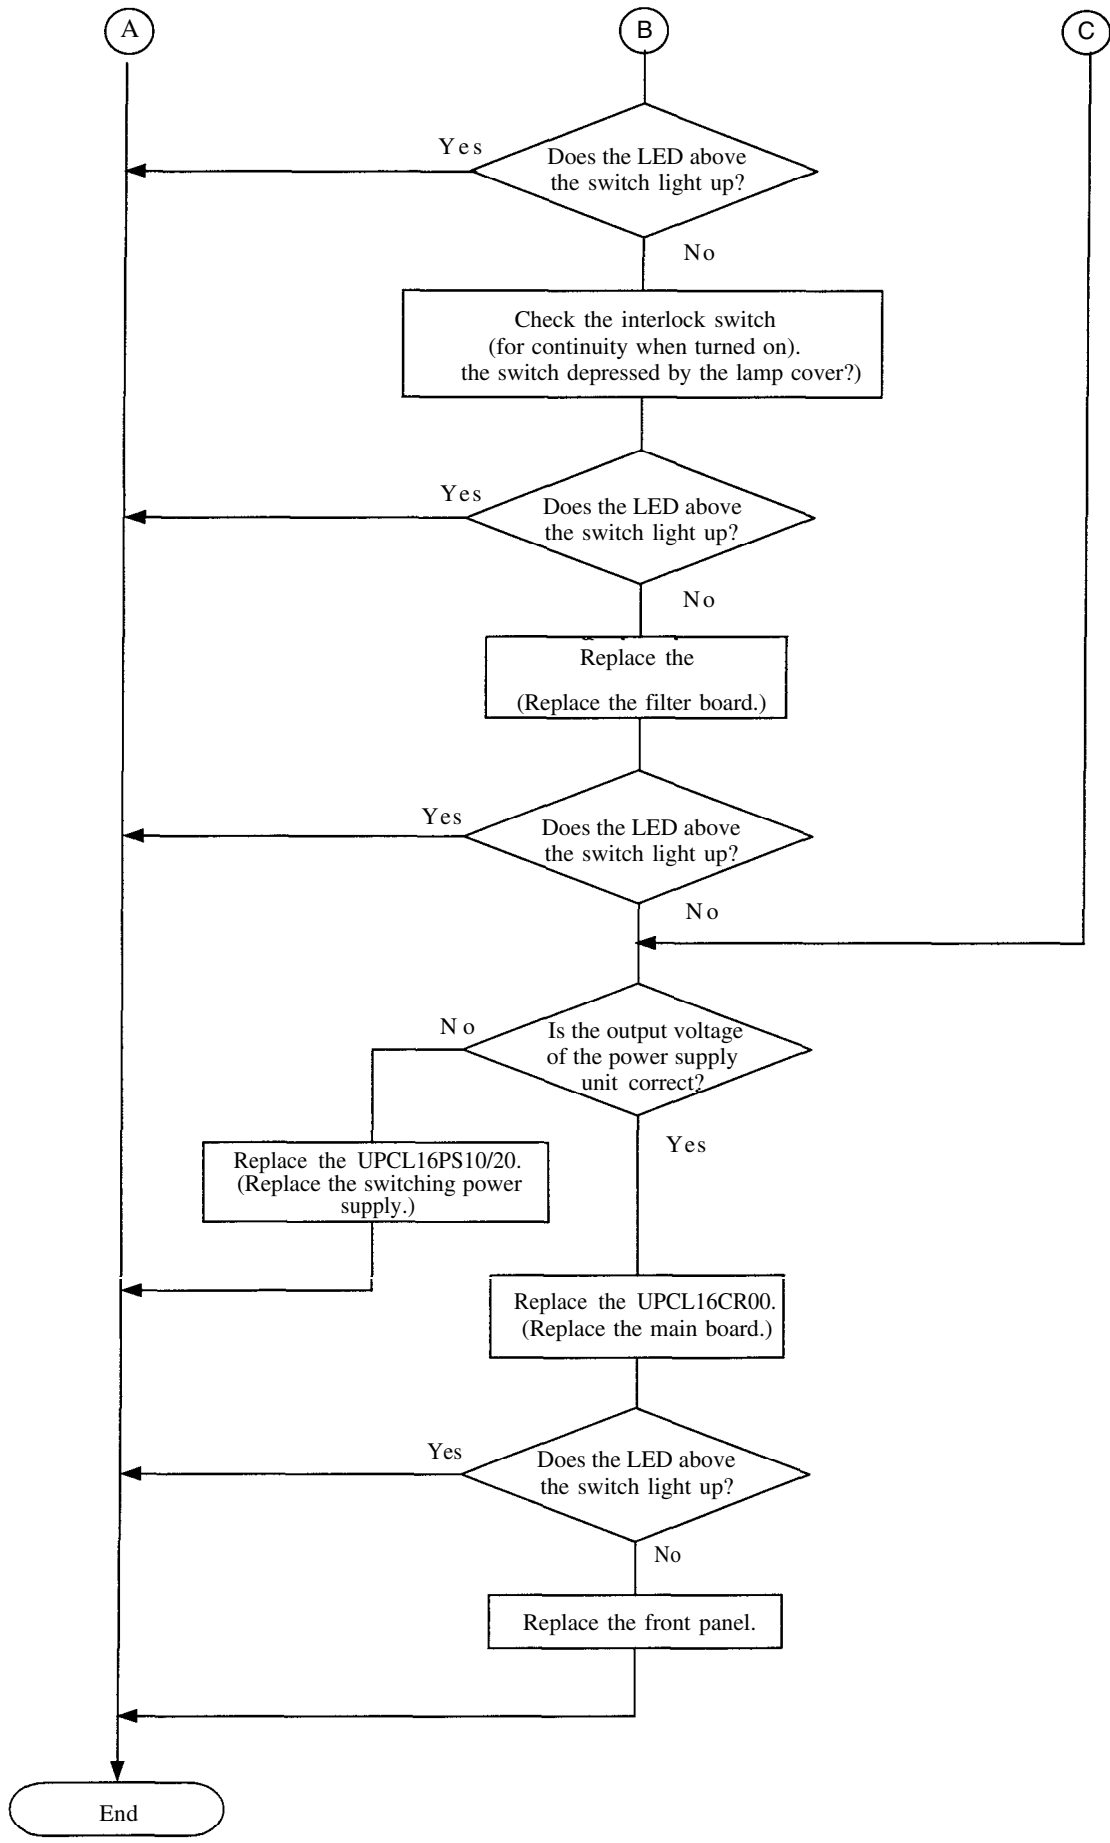 A
B
C
Yes
Does the LED above
the switch light up?
No
Check the interlock switch
(for continuity when turned on).
the switch depressed by the lamp cover?)
Yes
Does the LED above
the switch light up?
No
Replace the
(Replace the filter board.)
Yes
Does the LED above
the switch light up?
No
No
Is the output voltage
of the power supply
unit correct?
Yes
Replace the UPCL16PS10/20.
(Replace the switching power
supply.)
Replace the UPCL16CR00.
(Replace the main board.)
Yes
Does the LED above
the switch light up?
No
Replace the front panel.
End